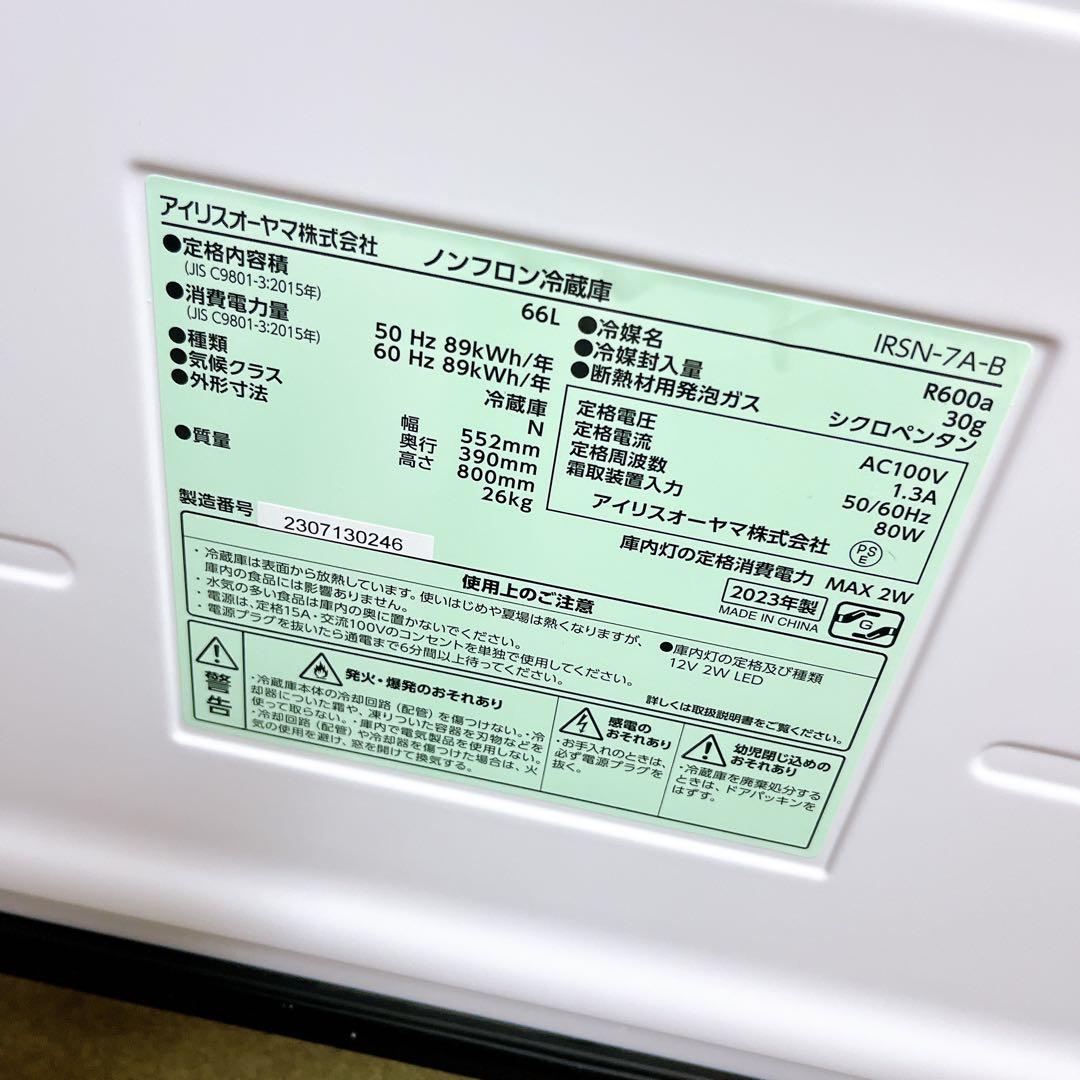 アイリスオーヤマ株式会社 ノンフロン冷蔵庫 IRSN-7A-B
●定格内容積 66L
(JIS C9801-3:2015年)
●消費電力量 50 Hz 89kWh/年
(JIS C9801-3:2015年) 60 Hz 89kWh/年
●種類 冷蔵庫
●気候クラス N
●外形寸法 幅 552mm
奥行 390mm
高さ 800mm
●質量 26kg
製造番号 2307130246
●冷媒名 R600a
●冷媒封入量 30g
●断熱材用発泡ガス シクロペンタン
定格電圧 AC100V
定格電流 1.3A
定格周波数 50/60Hz
霜取装置入力 80W
アイリスオーヤマ株式会社 PSE
庫内灯の定格消費電力 MAX 2W
2023年製
MADE IN CHINA
G
使用上のご注意
・冷蔵庫は表面から放熱しています。使いはじめや夏場は熱くなりますが、
庫内の食品には影響ありません。
・水気の多い食品は庫内の奥に置かないでください。
・電源は、定格15A・交流100Vのコンセントを単独で使用してください。
・電源プラグを抜いたら通電まで6分間以上待ってください。
●庫内灯の定格及び種類
12V 2W LED
詳しくは取扱説明書をご覧ください。
警告
発火・爆発のおそれあり
・冷蔵庫本体の冷却回路（配管）を傷つけない。・冷
却器についた霜や、凍りついた容器を刃物などを
使って取らない。・庫内で電気製品を使用しない。
・冷却回路（配管）や冷却器を傷つけた場合は、火
気の使用を避け、窓を開けて換気する。
感電の
おそれあり
・お手入れのときは、
必ず電源プラグを
抜く。
幼児閉じ込めの
おそれあり
・冷蔵庫を廃棄処分する
ときは、ドアパッキンを
はずす。